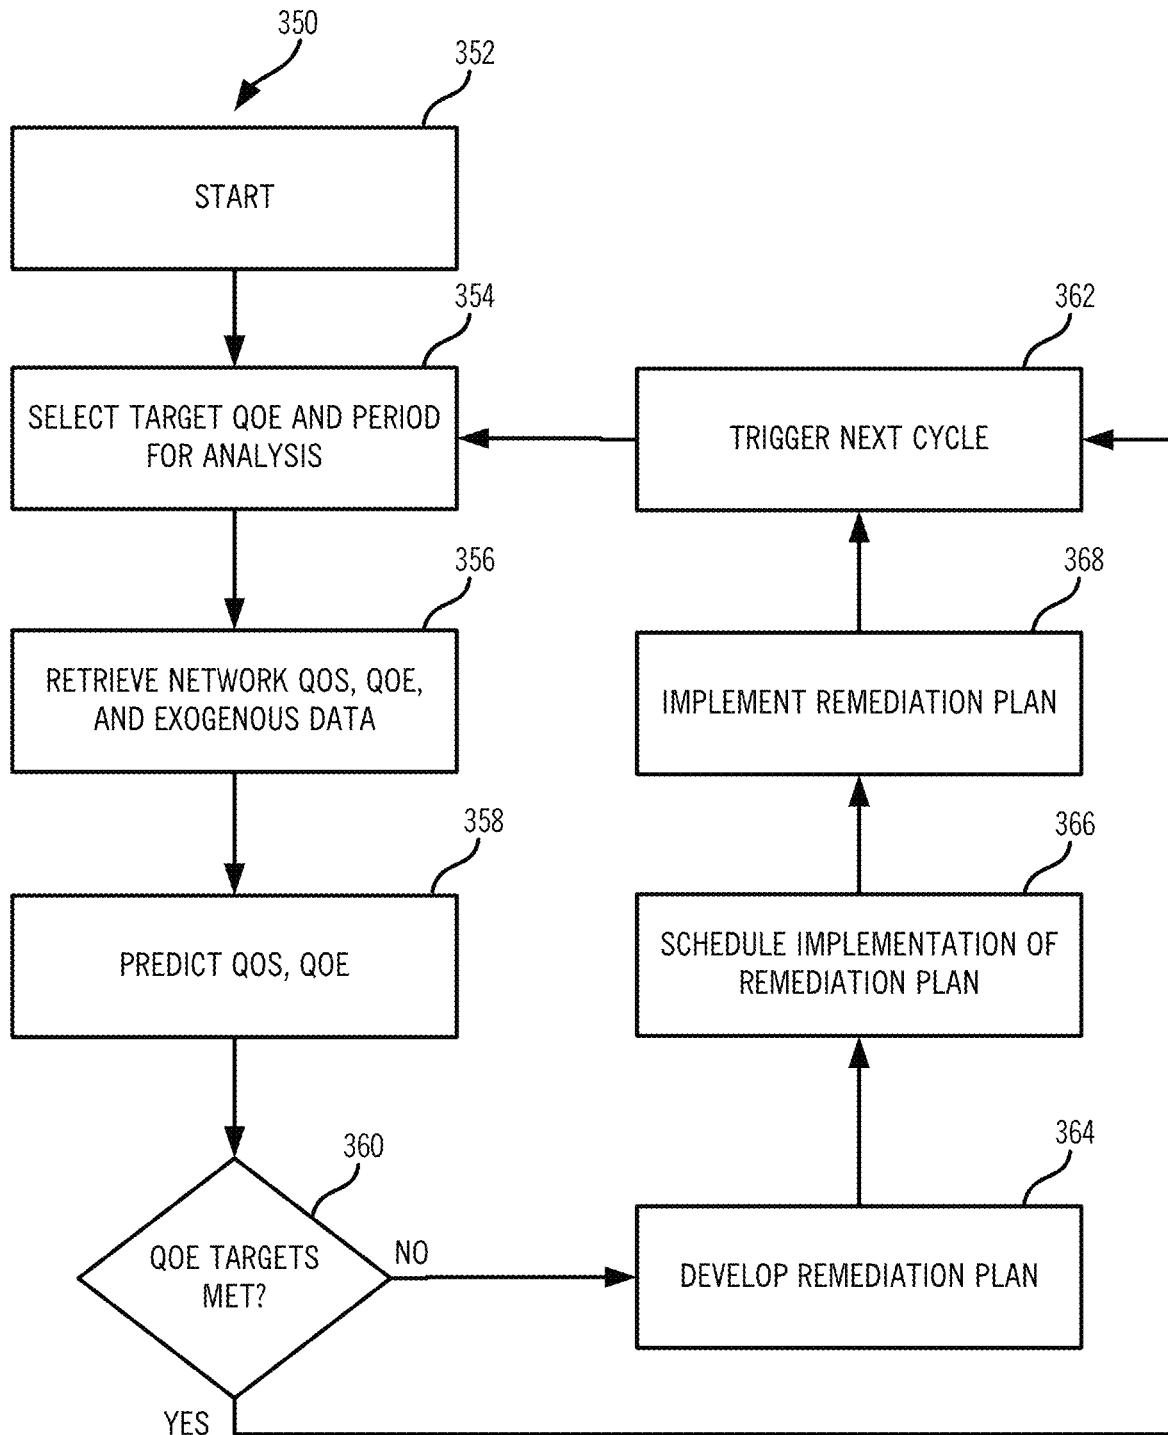 350
352
START
354
SELECT TARGET QOE AND PERIOD
FOR ANALYSIS
362
TRIGGER NEXT CYCLE
356
RETRIEVE NETWORK QOS, QOE,
AND EXOGENOUS DATA
368
IMPLEMENT REMEDIATION PLAN
358
PREDICT QOS, QOE
366
SCHEDULE IMPLEMENTATION OF
REMEDIATION PLAN
360
QOE TARGETS
MET?
NO
364
DEVELOP REMEDIATION PLAN
YES